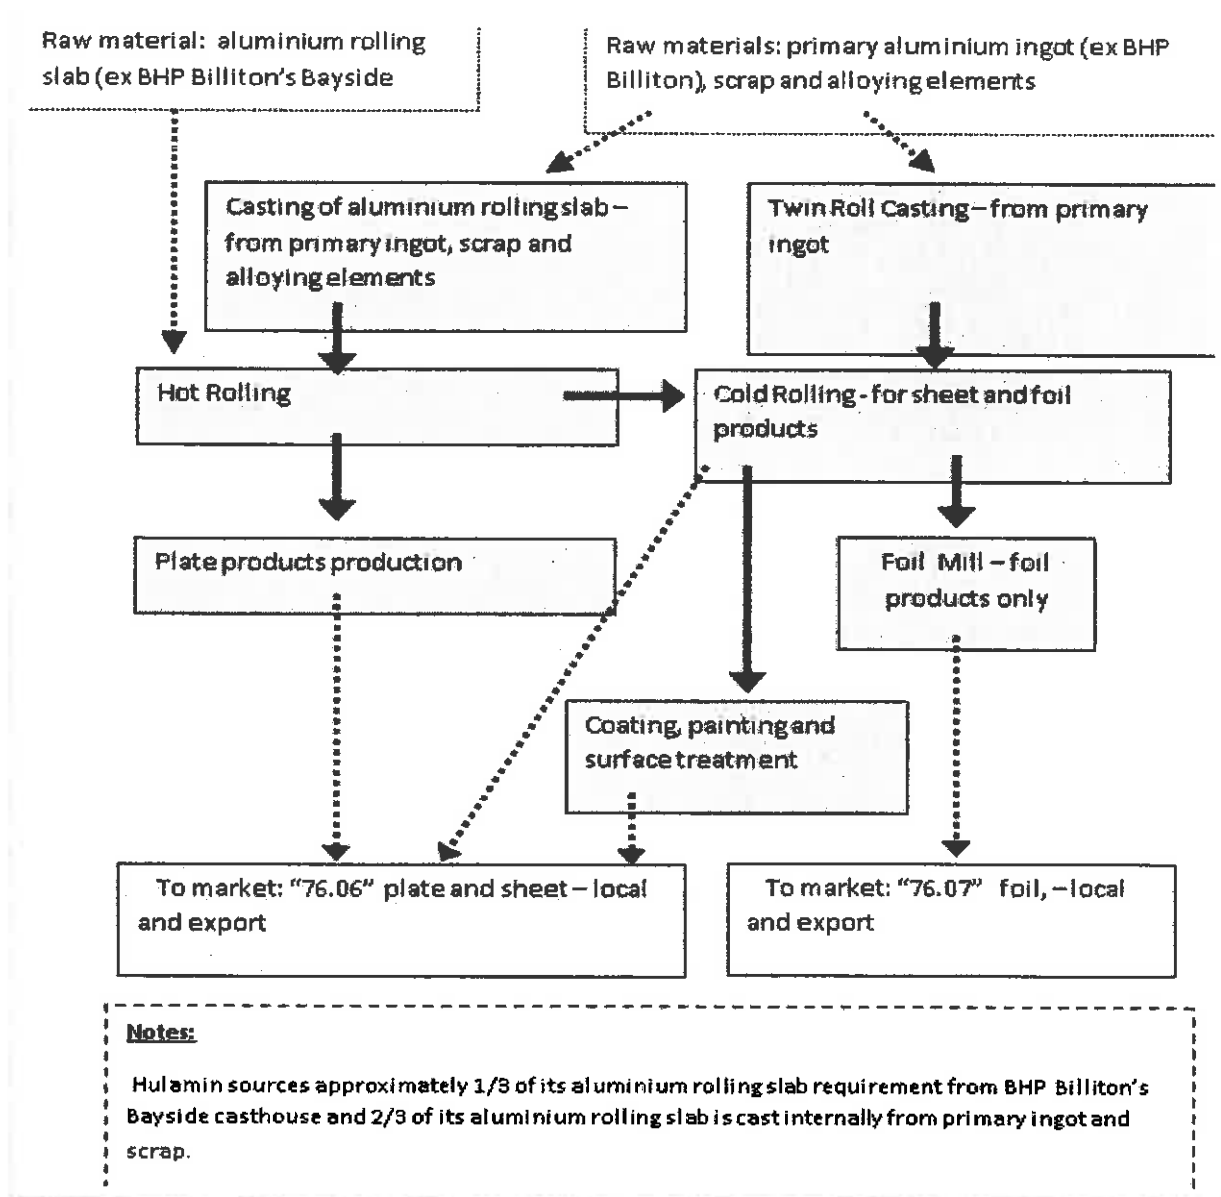 Raw material: aluminium rolling
slab (ex BHP Billiton's Bayside
Raw materials: primary aluminium ingot (ex BHP
Billiton), scrap and alloying elements
Casting of aluminium rolling slab –
from primary ingot, scrap and
alloying elements
Twin Roll Casting – from primary
ingot
Hot Rolling
Cold Rolling - for sheet and foil
products
Plate products production
Foil Mill – foil
products only
Coating, painting and
surface treatment
To market: "76.06" plate and sheet – local
and export
To market: "76.07" foil, – local
and export
Notes:
Hulamin sources approximately 1/3 of its aluminium rolling slab requirement from BHP Billiton's
Bayside casthouse and 2/3 of its aluminium rolling slab is cast internally from primary ingot and
scrap.